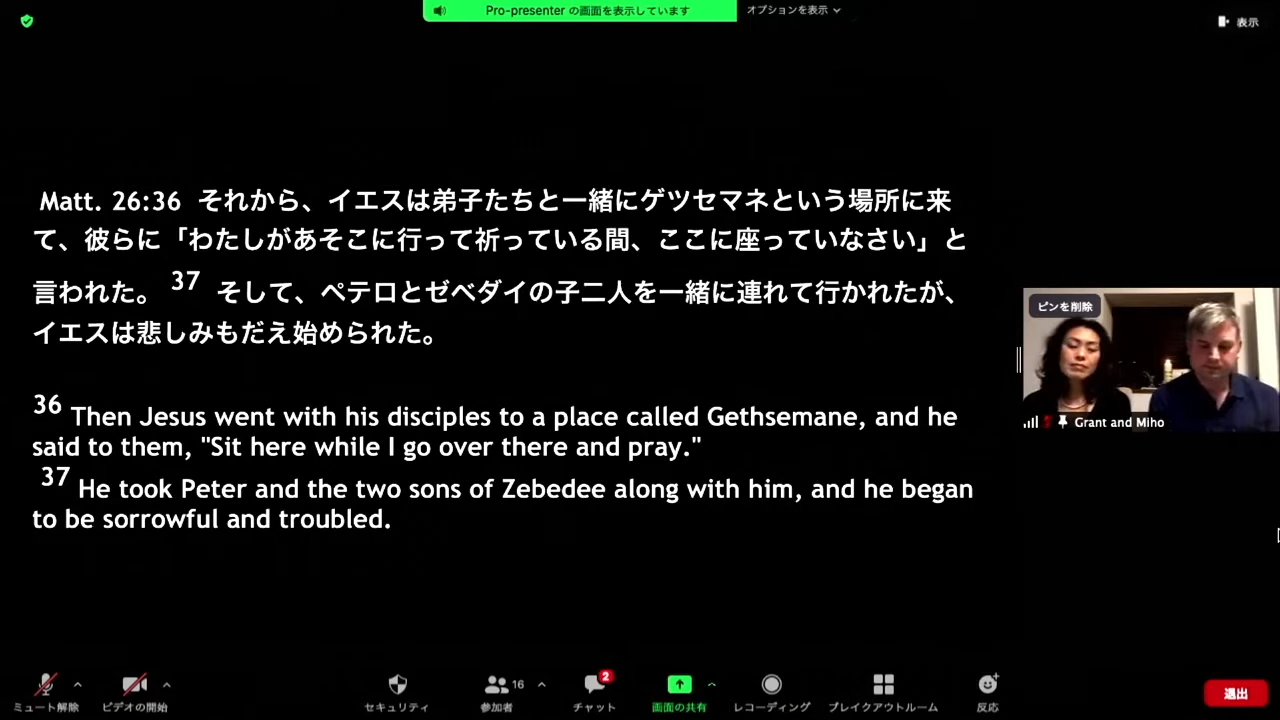 Pro-presenter の画面を表示しています
オプションを表示
表示
Matt. 26:36 それから、イエスは弟子たちと一緒にゲツセマネという場所に来
て、彼らに「わたしがあそこに行って祈っている間、ここに座っていなさい」と
言われた。 37 そして、ペテロとゼベダイの子二人を一緒に連れて行かれたが、
イエスは悲しみもだえ始められた。
36 Then Jesus went with his disciples to a place called Gethsemane, and he
said to them, "Sit here while I go over there and pray."
37 He took Peter and the two sons of Zebedee along with him, and he began
to be sorrowful and troubled.
ピンを削除
Grant and Miho
ミュート解除
ビデオの開始
セキュリティ
16
参加者
2
チャット
画面の共有
レコーディング
ブレイクアウトルーム
反応
退出